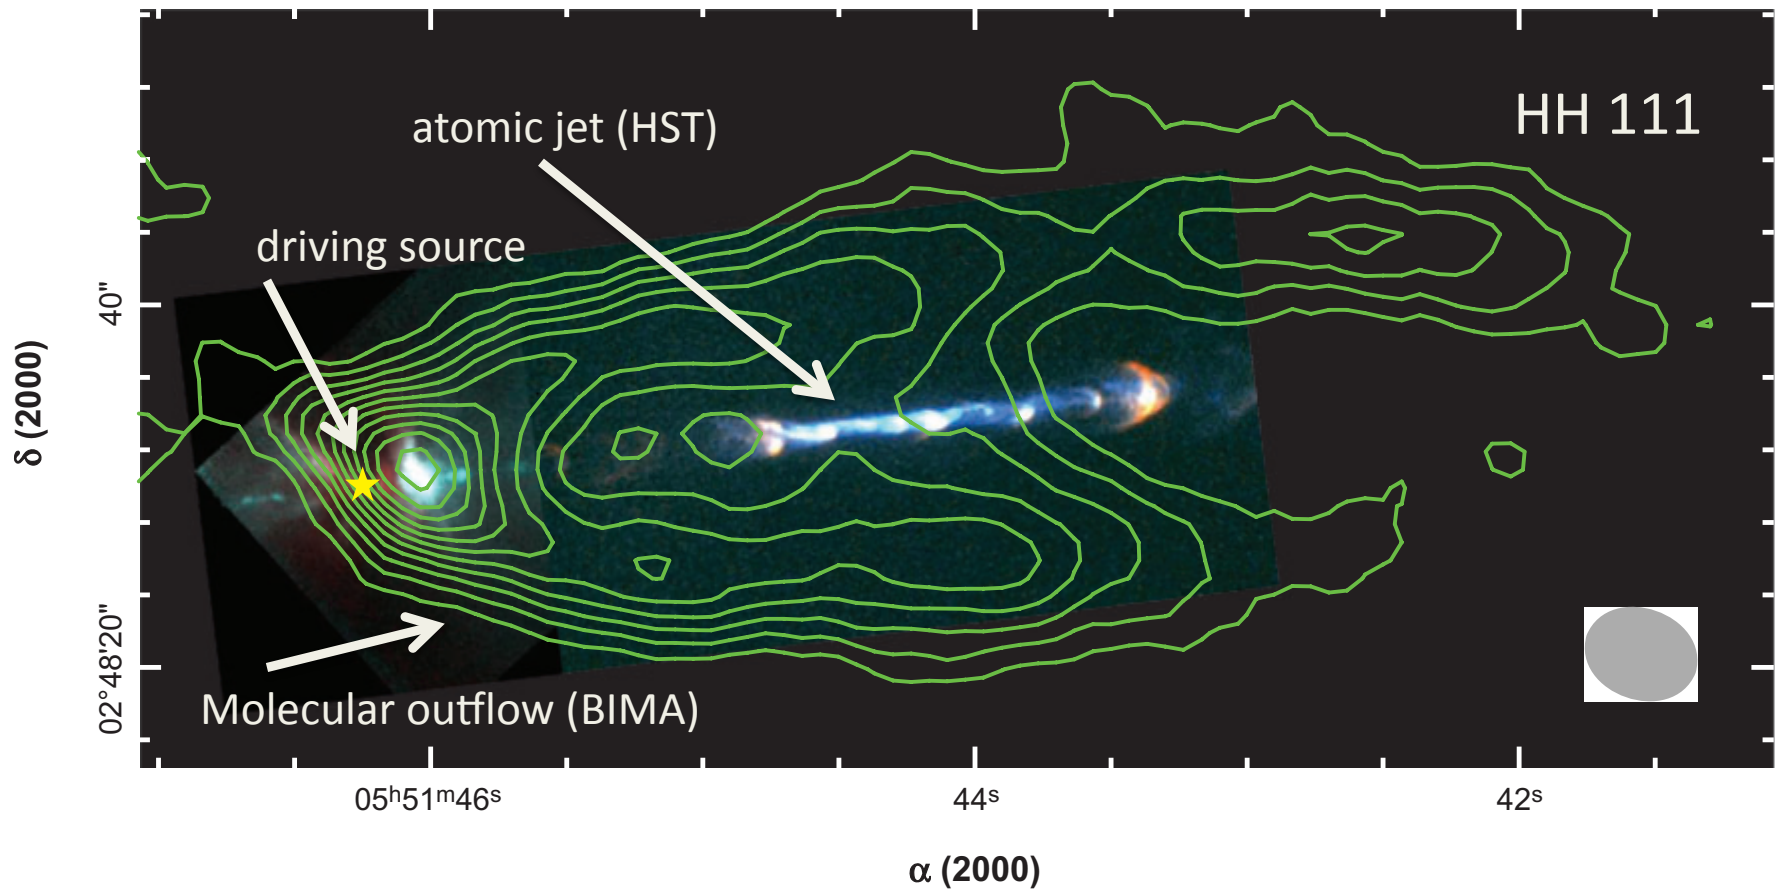 HH 111
atomic jet (HST)
driving source
Molecular outflow (BIMA)
δ (2000)
40"
02°48'20"
05ʰ51ᵐ46ˢ
44ˢ
42ˢ
α (2000)